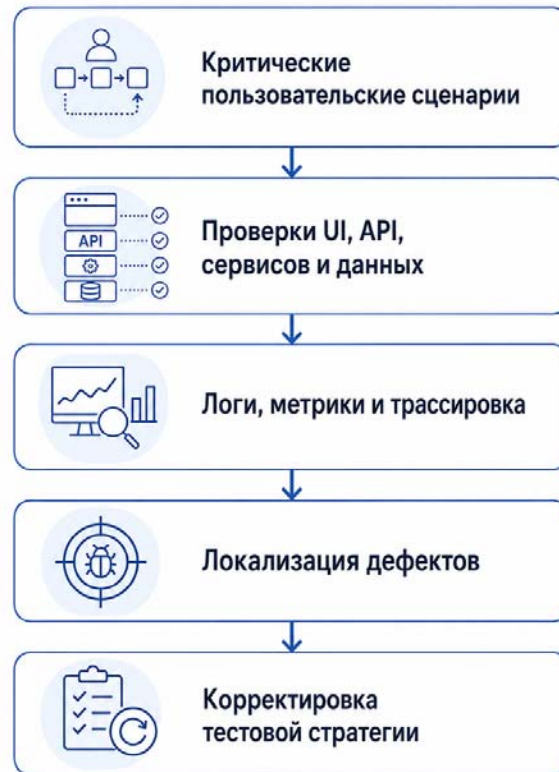 Критические
пользовательские сценарии
API
Проверки UI, API,
сервисов и данных
Логи, метрики и трассировка
Локализация дефектов
Корректировка
тестовой стратегии